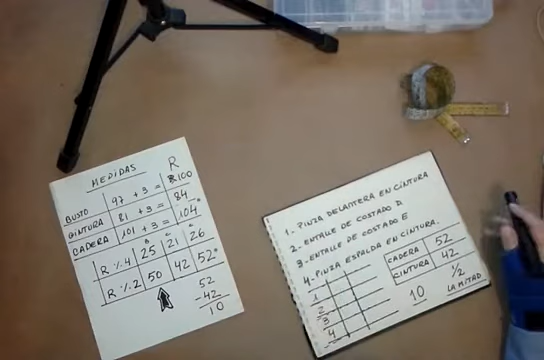 MEDIDAS R
BUSTO 97 + 3 = 100
CINTURA 81 + 3 = 84
CADERA 101 + 3 = 104
R % 4 25 21 26
R % 2 50 42 52
52
-42
10
1- PINZA DELANTERA EN CINTURA
2- ENTALLE DE COSTADO D.
3- ENTALLE DE COSTADO E
4- PINZA ESPALDA EN CINTURA.
CADERA 52
CINTURA 42
1
2
3
4
10 1/2
LA MITAD